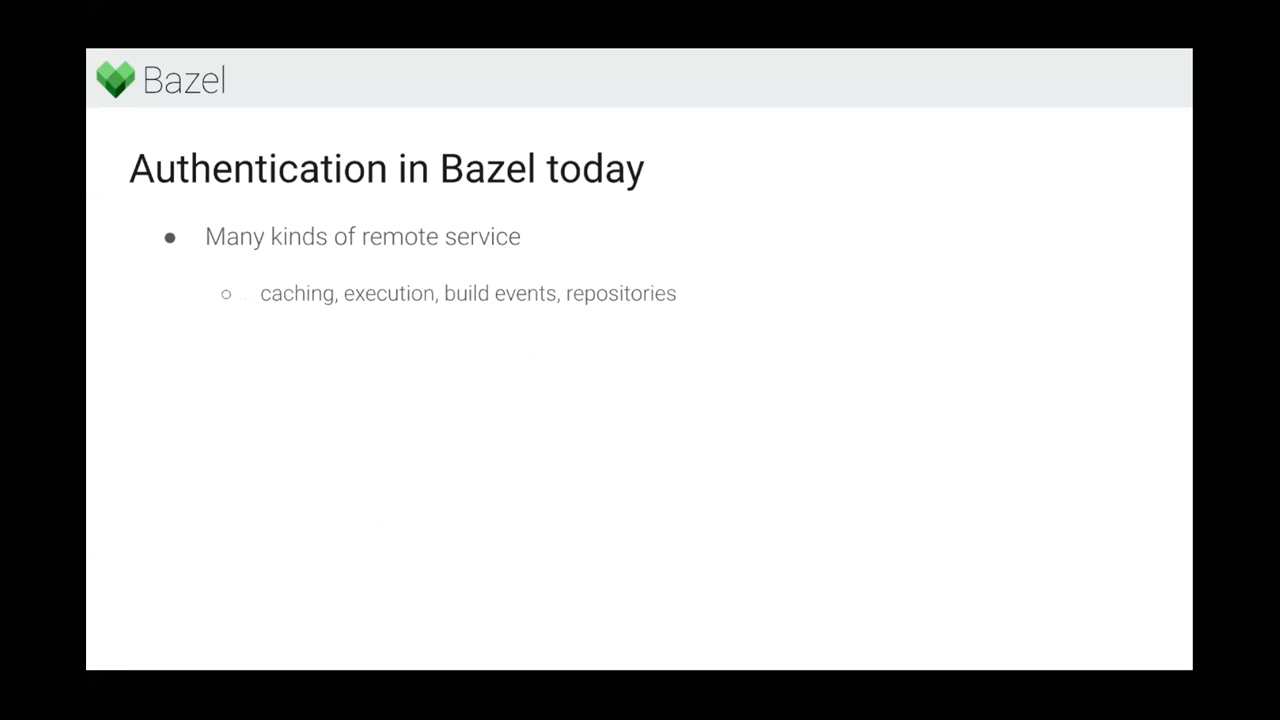 Bazel
Authentication in Bazel today
● Many kinds of remote service
○ caching, execution, build events, repositories